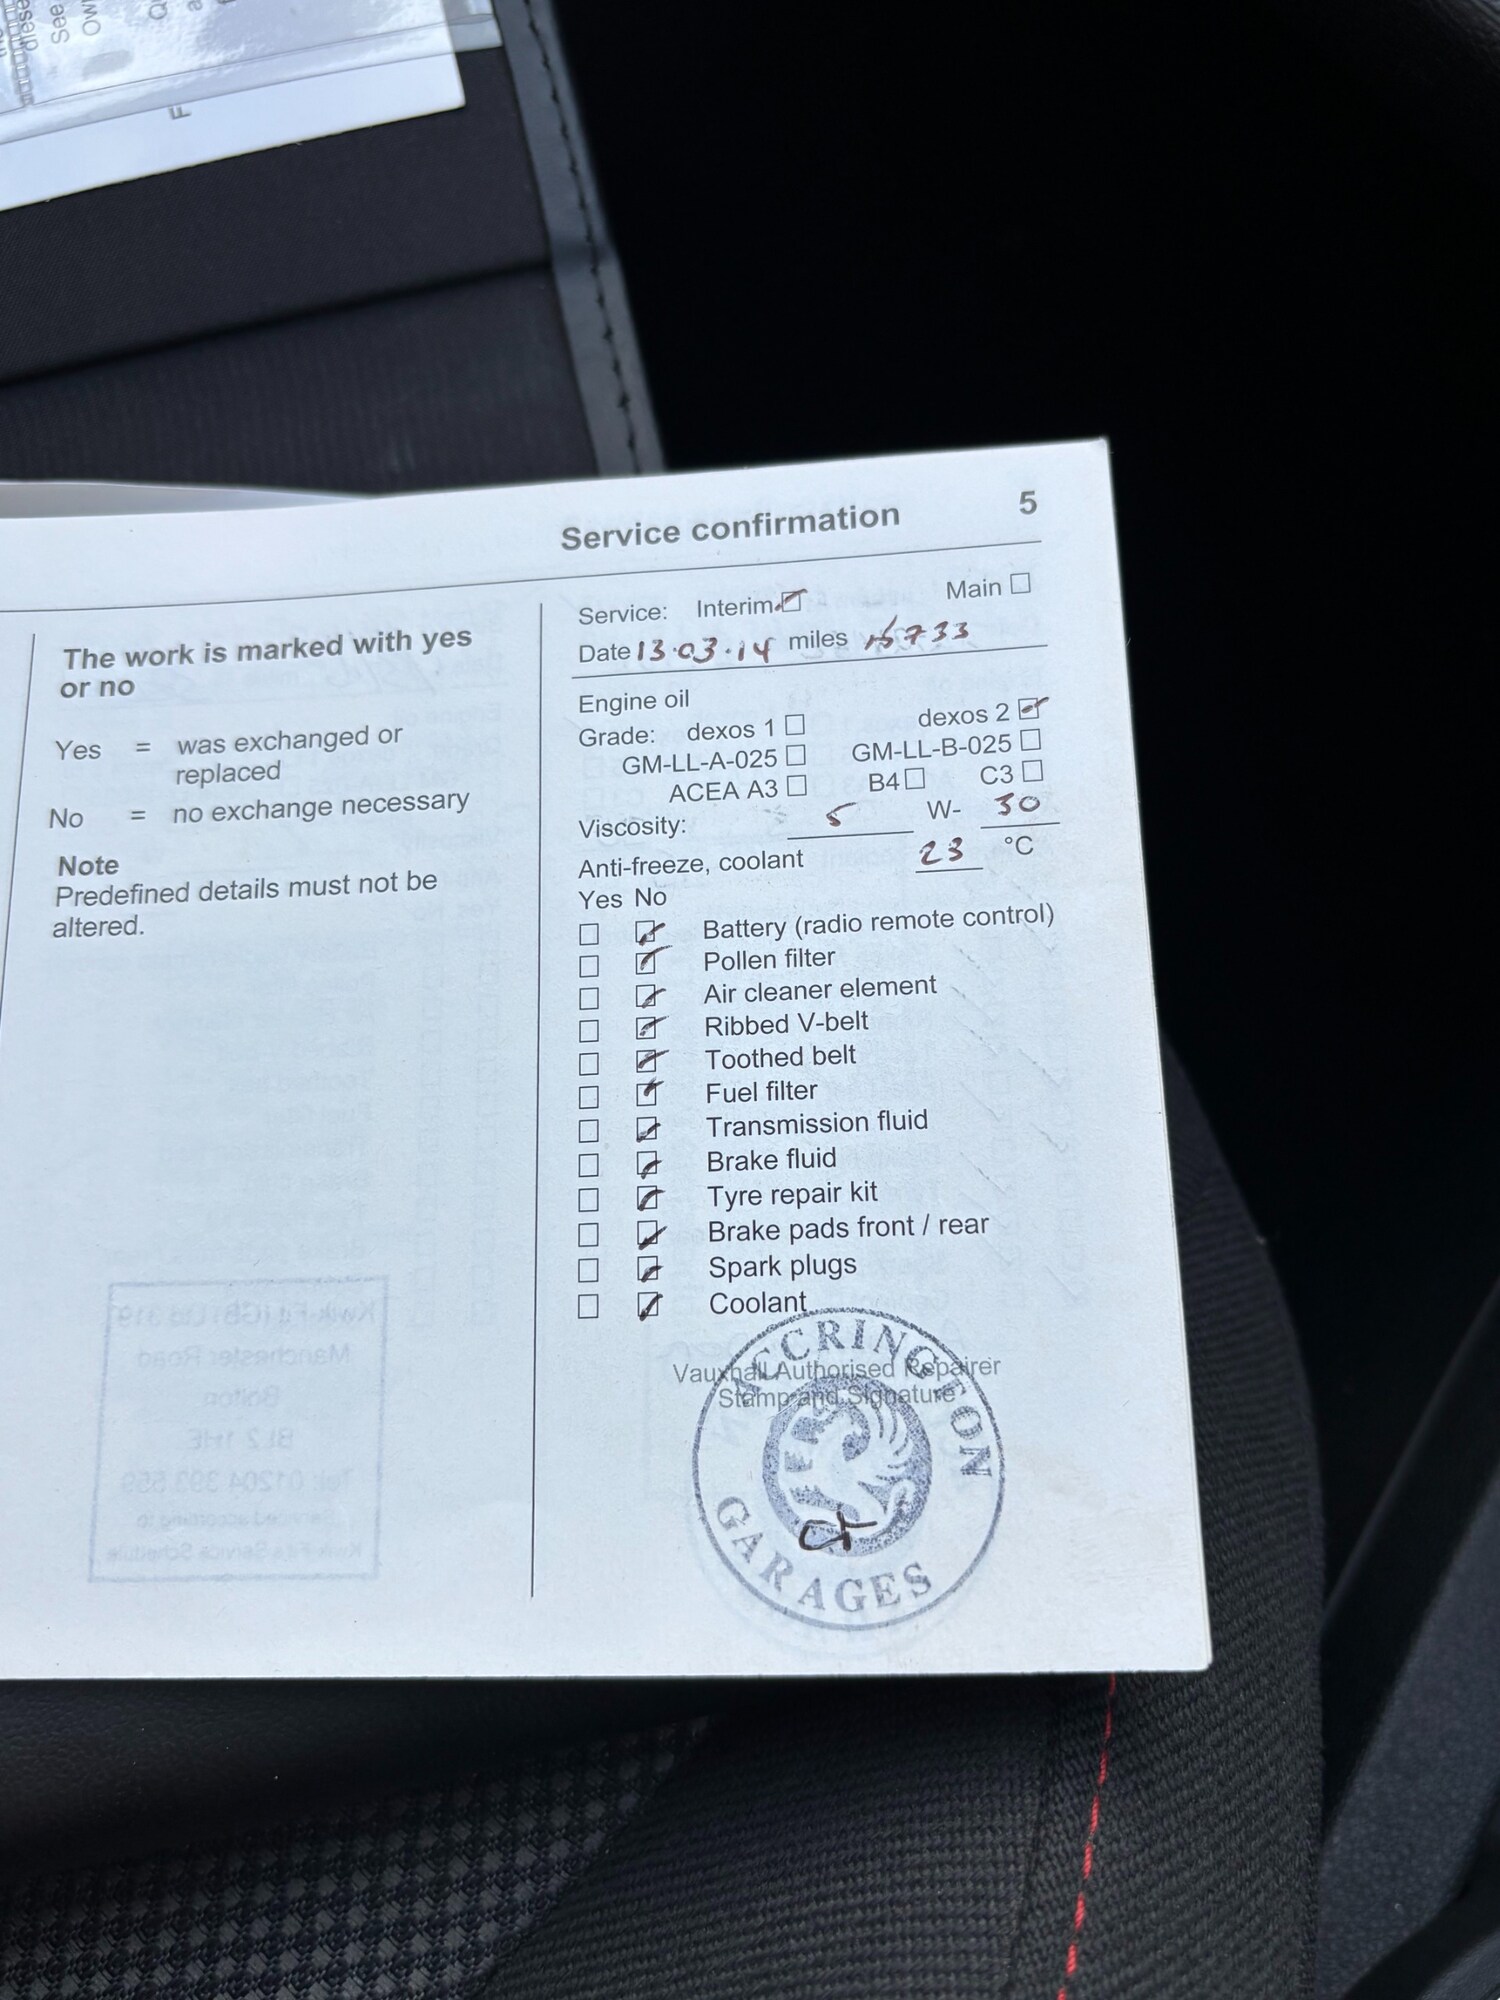 See
Ow
F
Service confirmation 5
The work is marked with yes
or no
Yes = was exchanged or
replaced
No = no exchange necessary
Note
Predefined details must not be
altered.
Service: Interim Main
Date 13.03.14 miles 15733
Engine oil
Grade: dexos 1 dexos 2
GM-LL-A-025 GM-LL-B-025
ACEA A3 B4 C3
Viscosity: 5 W- 30
Anti-freeze, coolant 23 °C
Yes No
Battery (radio remote control)
Pollen filter
Air cleaner element
Ribbed V-belt
Toothed belt
Fuel filter
Transmission fluid
Brake fluid
Tyre repair kit
Brake pads front / rear
Spark plugs
Coolant
Vauxhall Authorised Repairer
Stamp and Signature
ACCRINGTON
GARAGES